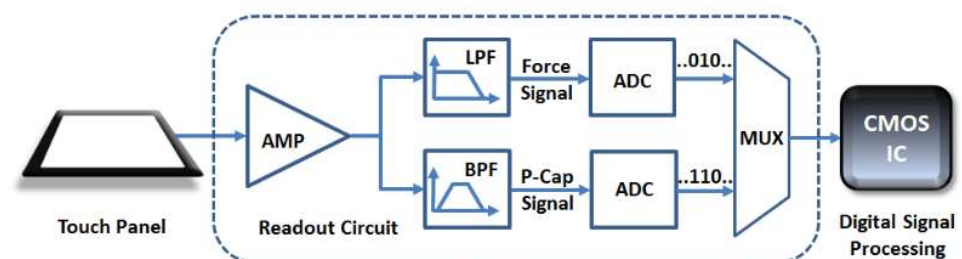 LPF
Force
Signal
ADC
..010..
AMP
MUX
CMOS
IC
BPF
P-Cap
Signal
ADC
..110..
Touch Panel
Readout Circuit
Digital Signal
Processing